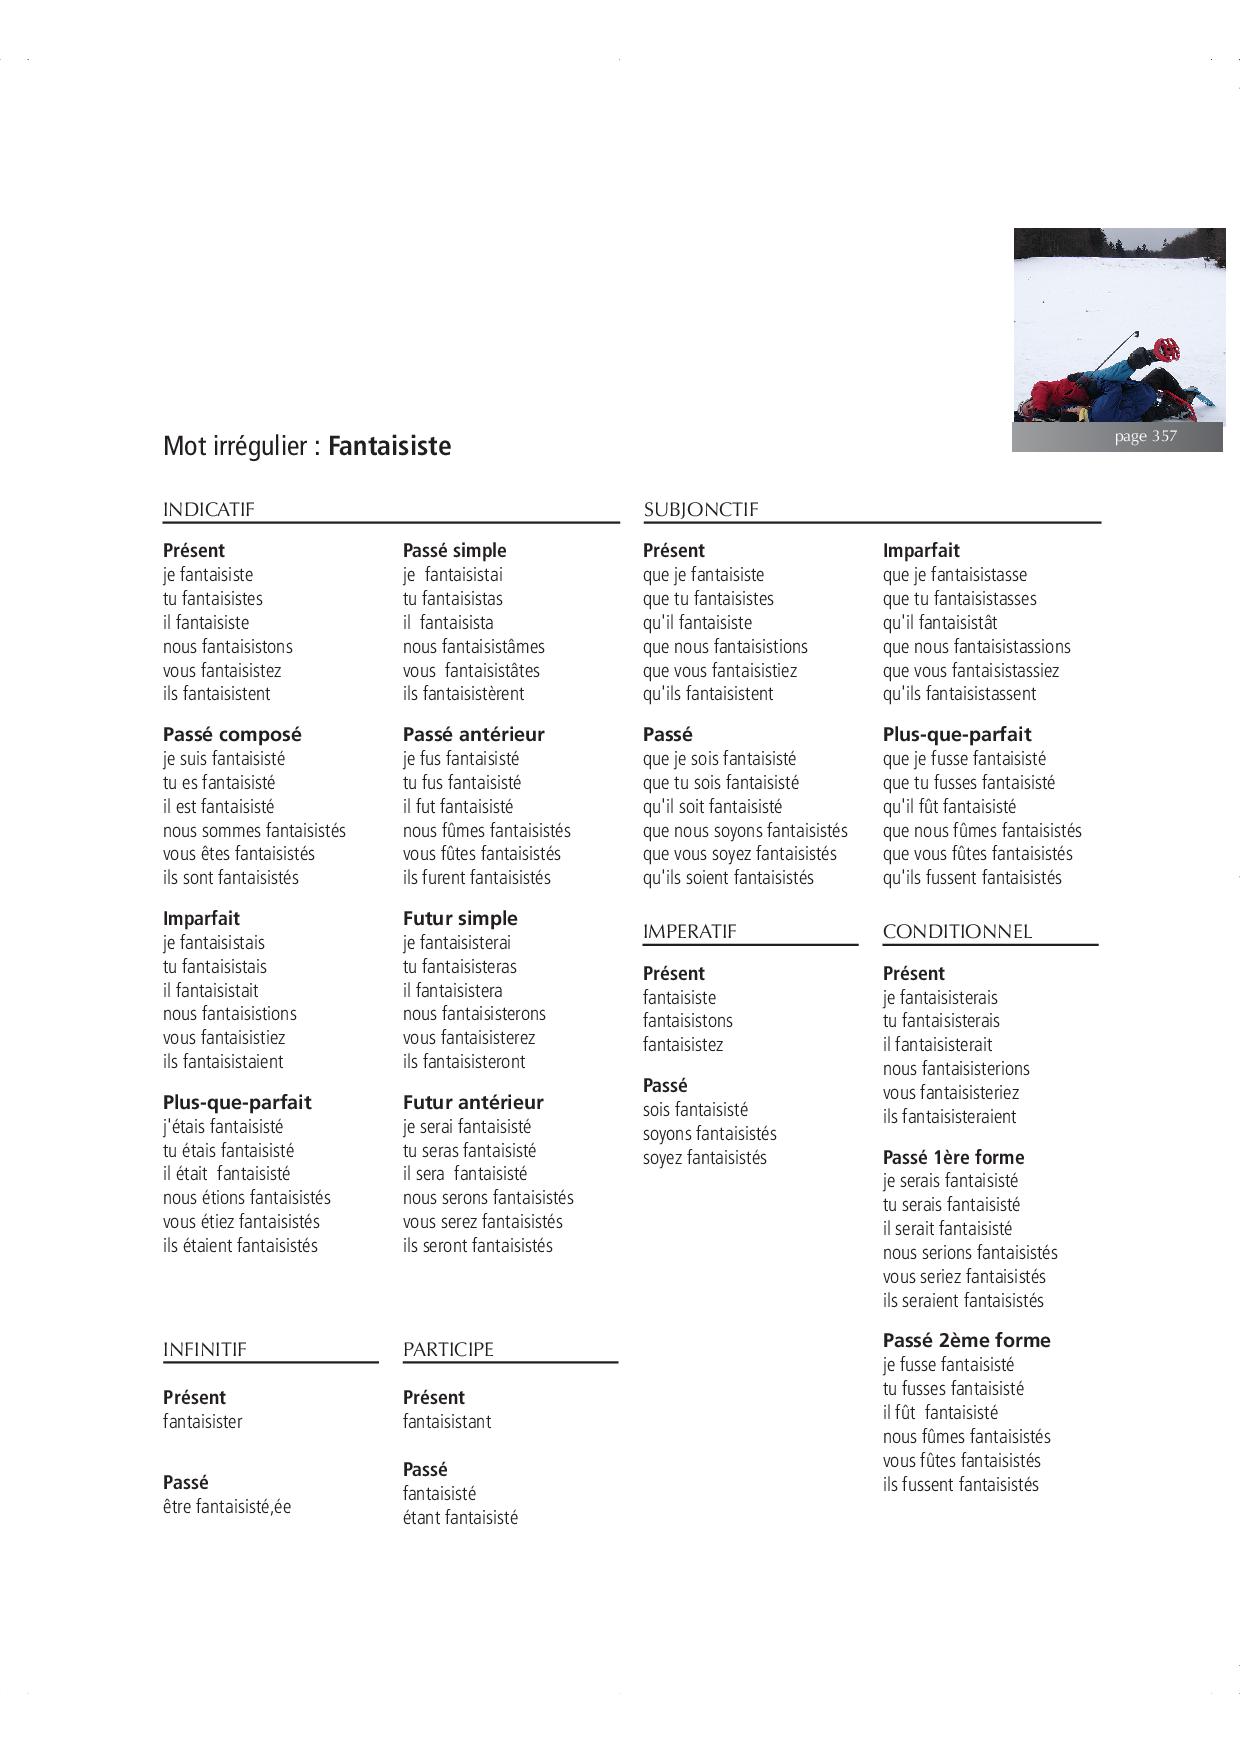 page 357
Mot irrégulier : Fantaisiste
INDICATIF
Présent
je fantaisiste
tu fantaisistes
il fantaisiste
nous fantaisistons
vous fantaisistez
ils fantaisistent
Passé composé
je suis fantaisisté
tu es fantaisisté
il est fantaisisté
nous sommes fantaisistés
vous êtes fantaisistés
ils sont fantaisistés
Imparfait
je fantaisistais
tu fantaisistais
il fantaisistait
nous fantaisistions
vous fantaisistiez
ils fantaisistaient
Plus-que-parfait
j'étais fantaisisté
tu étais fantaisisté
il était fantaisisté
nous étions fantaisistés
vous étiez fantaisistés
ils étaient fantaisistés
Passé simple
je fantaisistai
tu fantaisistas
il fantaisista
nous fantaisistâmes
vous fantaisistâtes
ils fantaisistèrent
Passé antérieur
je fus fantaisisté
tu fus fantaisisté
il fut fantaisisté
nous fûmes fantaisistés
vous fûtes fantaisistés
ils furent fantaisistés
Futur simple
je fantaisisterai
tu fantaisisteras
il fantaisistera
nous fantaisisterons
vous fantaisisterez
ils fantaisisteront
Futur antérieur
je serai fantaisisté
tu seras fantaisisté
il sera fantaisisté
nous serons fantaisistés
vous serez fantaisistés
ils seront fantaisistés
SUBJONCTIF
Présent
que je fantaisiste
que tu fantaisistes
qu'il fantaisiste
que nous fantaisistions
que vous fantaisistiez
qu'ils fantaisistent
Passé
que je sois fantaisisté
que tu sois fantaisisté
qu'il soit fantaisisté
que nous soyons fantaisistés
que vous soyez fantaisistés
qu'ils soient fantaisistés
Imparfait
que je fantaisistasse
que tu fantaisistasses
qu'il fantaisistât
que nous fantaisistassions
que vous fantaisistassiez
qu'ils fantaisistassent
Plus-que-parfait
que je fusse fantaisisté
que tu fusses fantaisisté
qu'il fût fantaisisté
que nous fûmes fantaisistés
que vous fûtes fantaisistés
qu'ils fussent fantaisistés
IMPERATIF
Présent
fantaisiste
fantaisistons
fantaisistez
Passé
sois fantaisisté
soyons fantaisistés
soyez fantaisistés
CONDITIONNEL
Présent
je fantaisisterais
tu fantaisisterais
il fantaisisterait
nous fantaisisterions
vous fantaisisteriez
ils fantaisisteraient
Passé 1ère forme
je serais fantaisisté
tu serais fantaisisté
il serait fantaisisté
nous serions fantaisistés
vous seriez fantaisistés
ils seraient fantaisistés
Passé 2ème forme
je fusse fantaisisté
tu fusses fantaisisté
il fût fantaisisté
nous fûmes fantaisistés
vous fûtes fantaisistés
ils fussent fantaisistés
INFINITIF
Présent
fantaisister
Passé
être fantaisisté,ée
PARTICIPE
Présent
fantaisistant
Passé
fantaisisté
étant fantaisisté